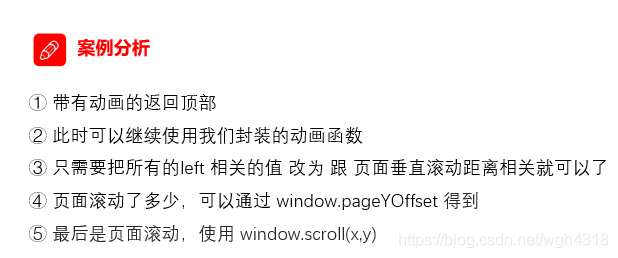 案例分析
① 带有动画的返回顶部
② 此时可以继续使用我们封装的动画函数
③ 只需要把所有的left 相关的值 改为 跟 页面垂直滚动距离相关就可以了
④ 页面滚动了多少，可以通过 window.pageYOffset 得到
⑤ 最后是页面滚动，使用 window.scroll(x,y)
https://blog.csdn.net/wgh4318